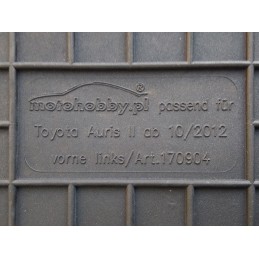 motohobby.pl ® passend für
Toyota Auris II ab 10/2012
vorne links/Art.170904